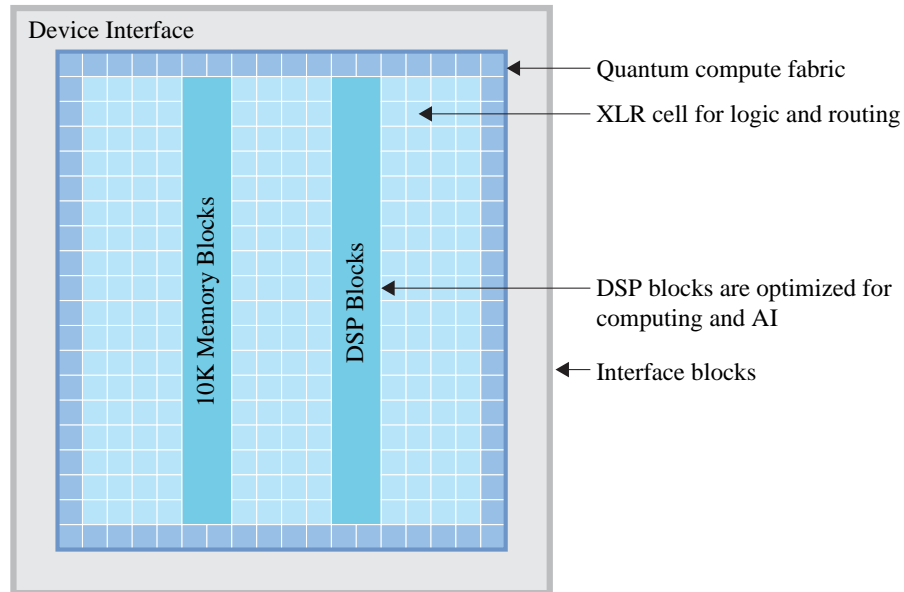 Device Interface
Quantum compute fabric
XLR cell for logic and routing
10K Memory Blocks
DSP Blocks
DSP blocks are optimized for
computing and AI
Interface blocks